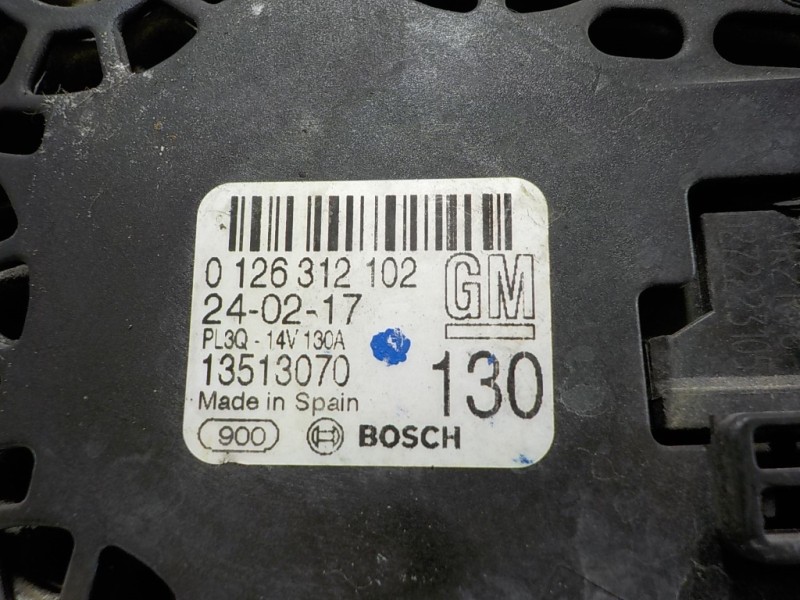 0 126 312 102
GM
24-02-17
PL3Q - 14V 130A
13513070
130
Made in Spain
900 BOSCH